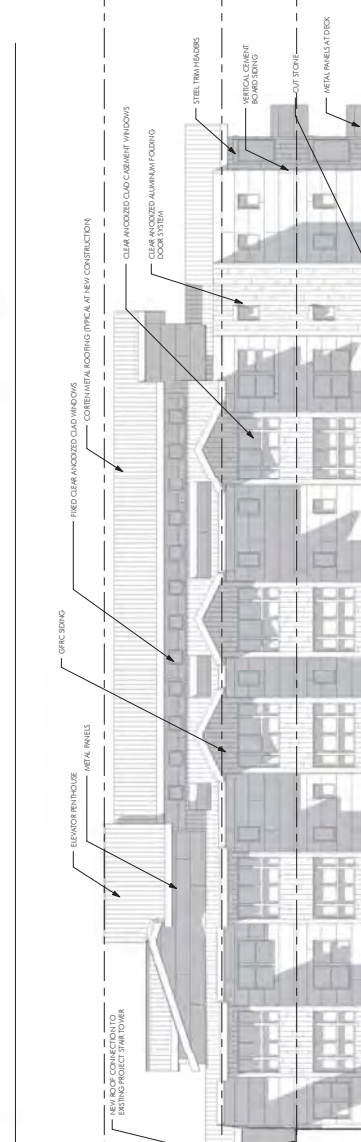 NEW ROOF CONNECTION TO
EXISTING PROJECT STAIR TOWER
ELEVATOR PENTHOUSE
METAL PANELS
GFRC SIDING
FIXED CLEAR ANODIZED CLAD WINDOWS
CORTEN METAL ROOFING (TYPICAL AT NEW CONSTRUCTION)
CLEAR ANODIZED CLAD CASEMENT WINDOWS
CLEAR ANODIZED ALUMINUM FOLDING
DOOR SYSTEM
STEEL TRIM HEADERS
VERTICAL CEMENT
BOARD SIDING
CUT STONE
METAL PANELS AT DECK